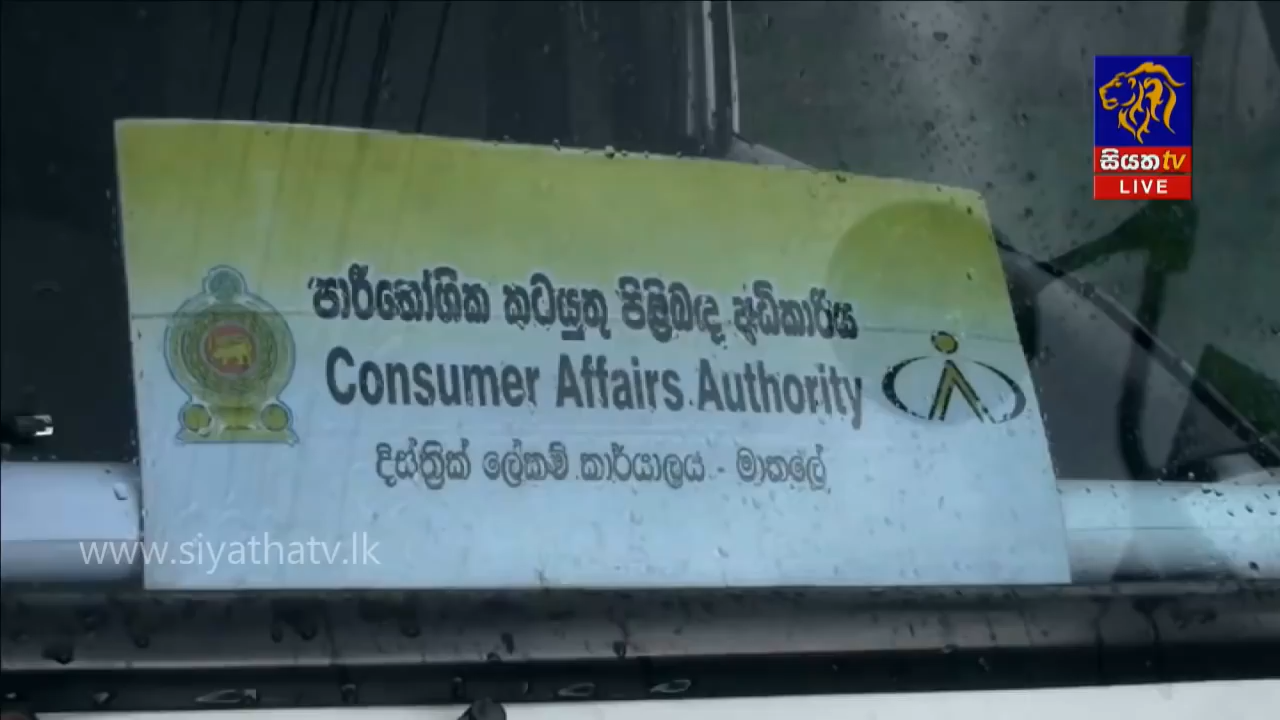 සියත tv
LIVE
පාරිභෝගික කටයුතු පිළිබඳ අධිකාරිය
Consumer Affairs Authority
දිස්ත්‍රික් ලේකම් කාර්යාලය - මාතලේ
www.siyathatv.lk